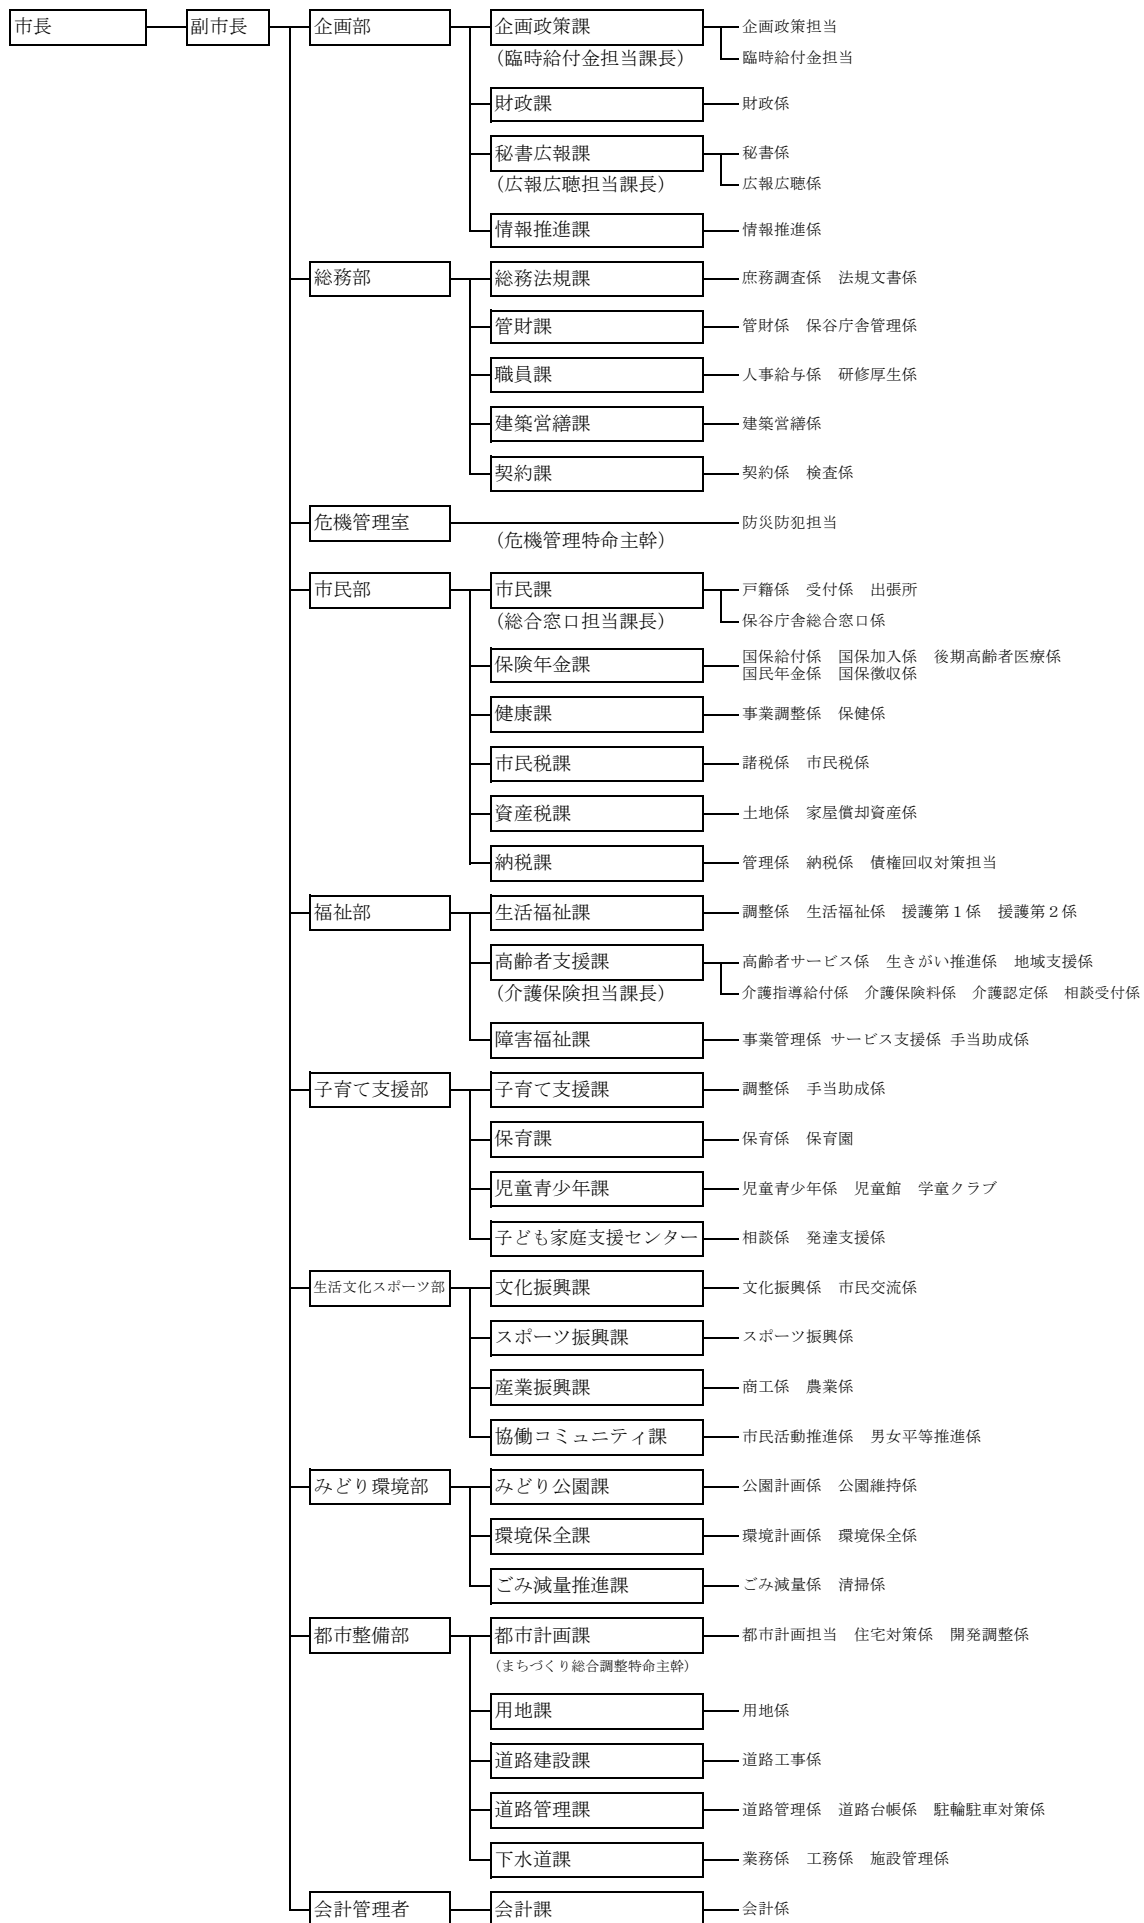 市長 副市長 企画部 企画政策課 企画政策担当
(臨時給付金担当課長) 臨時給付金担当
財政課 財政係
秘書広報課 秘書係
(広報広聴担当課長) 広報広聴係
情報推進課 情報推進係
総務部 総務法規課 庶務調査係 法規文書係
管財課 管財係 保谷庁舎管理係
職員課 人事給与係 研修厚生係
建築営繕課 建築営繕係
契約課 契約係 検査係
危機管理室 防災防犯担当
(危機管理特命主幹)
市民部 市民課 戸籍係 受付係 出張所
(総合窓口担当課長) 保谷庁舎総合窓口係
保険年金課 国保給付係 国保加入係 後期高齢者医療係
国民年金係 国保徴収係
健康課 事業調整係 保健係
市民税課 諸税係 市民税係
資産税課 土地係 家屋償却資産係
納税課 管理係 納税係 債権回収対策担当
福祉部 生活福祉課 調整係 生活福祉係 援護第1係 援護第2係
高齢者支援課 高齢者サービス係 生きがい推進係 地域支援係
(介護保険担当課長) 介護指導給付係 介護保険料係 介護認定係 相談受付係
障害福祉課 事業管理係 サービス支援係 手当助成係
子育て支援部 子育て支援課 調整係 手当助成係
保育課 保育係 保育園
児童青少年課 児童青少年係 児童館 学童クラブ
子ども家庭支援センター 相談係 発達支援係
生活文化スポーツ部 文化振興課 文化振興係 市民交流係
スポーツ振興課 スポーツ振興係
産業振興課 商工係 農業係
協働コミュニティ課 市民活動推進係 男女平等推進係
みどり環境部 みどり公園課 公園計画係 公園維持係
環境保全課 環境計画係 環境保全係
ごみ減量推進課 ごみ減量係 清掃係
都市整備部 都市計画課 都市計画担当 住宅対策係 開発調整係
(まちづくり総合調整特命主幹)
用地課 用地係
道路建設課 道路工事係
道路管理課 道路管理係 道路台帳係 駐輪駐車対策係
下水道課 業務係 工務係 施設管理係
会計管理者 会計課 会計係